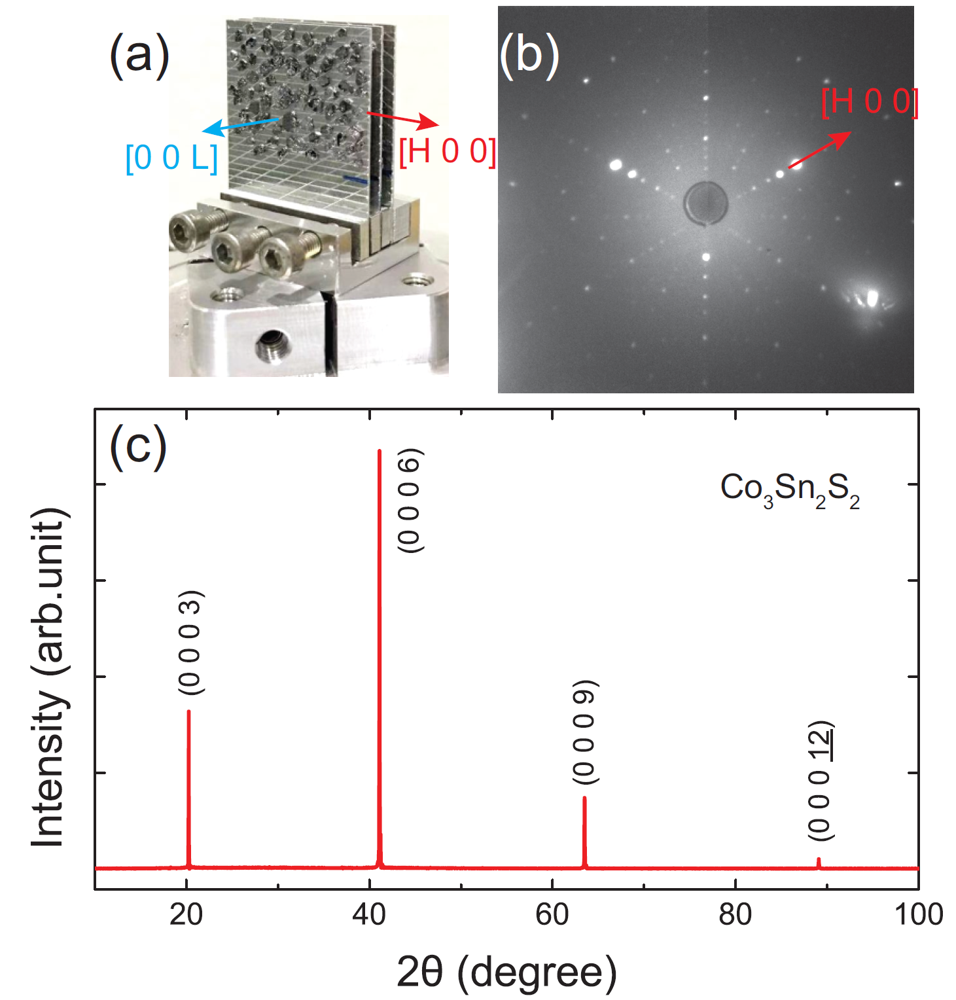 (a)
[0 0 L]
[H 0 0]
(b)
[H 0 0]
(c)
Co₃Sn₂S₂
(0 0 0 3)
(0 0 0 6)
(0 0 0 9)
(0 0 0 12)
Intensity (arb.unit)
20 40 60 80 100
2θ (degree)